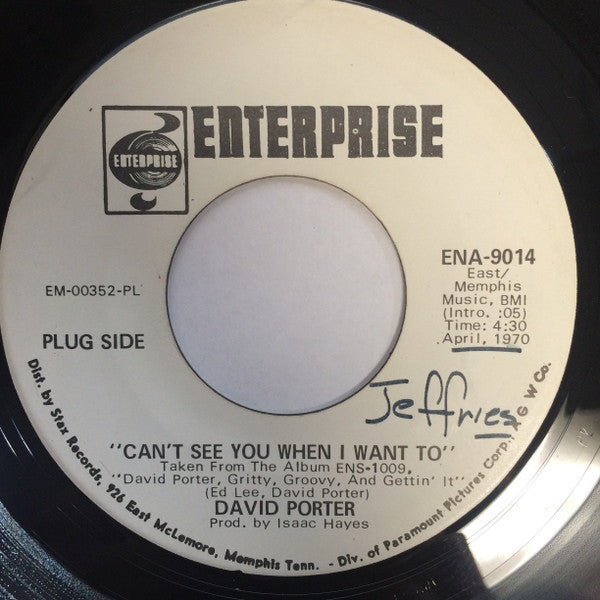 ENTERPRISE
ENTERPRISE
ENA-9014
East/
Memphis
Music, BMI
(Intro. :05)
Time: 4:30
April, 1970
EM-00352-PL
PLUG SIDE
Jeffries
"CAN'T SEE YOU WHEN I WANT TO"
Taken From The Album ENS-1009,
"David Porter, Gritty, Groovy, And Gettin' It"
(Ed Lee, David Porter)
DAVID PORTER
Prod. by Isaac Hayes
Dist. by Stax Records, 926 East McLemore, Memphis Tenn. - Div. of Paramount Pictures Corp. A G W Co.